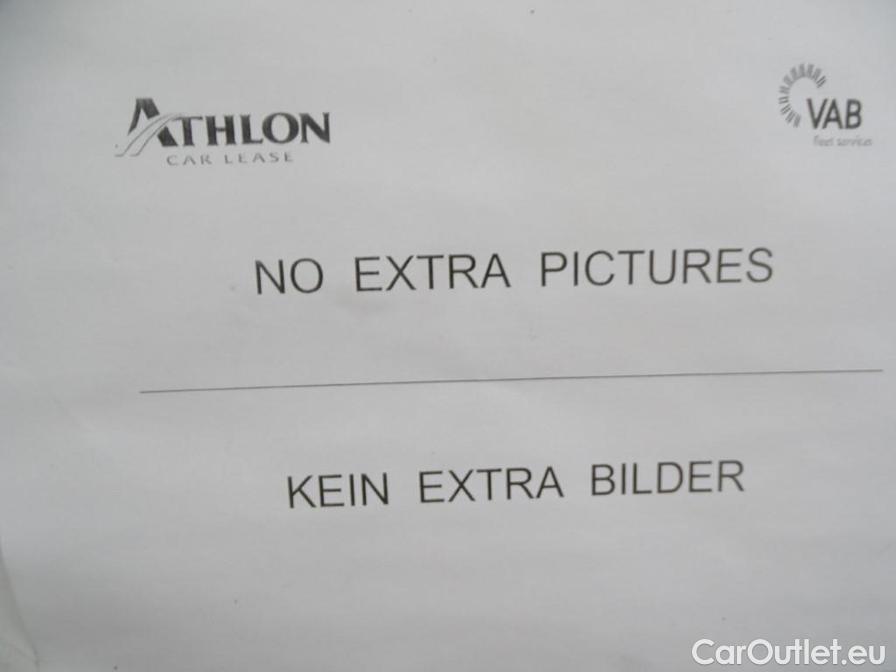 ATHLON
CAR LEASE
VAB
fleet services
NO EXTRA PICTURES
KEIN EXTRA BILDER
CarOutlet.eu